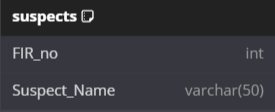 suspects
FIR_no int
Suspect_Name varchar(50)